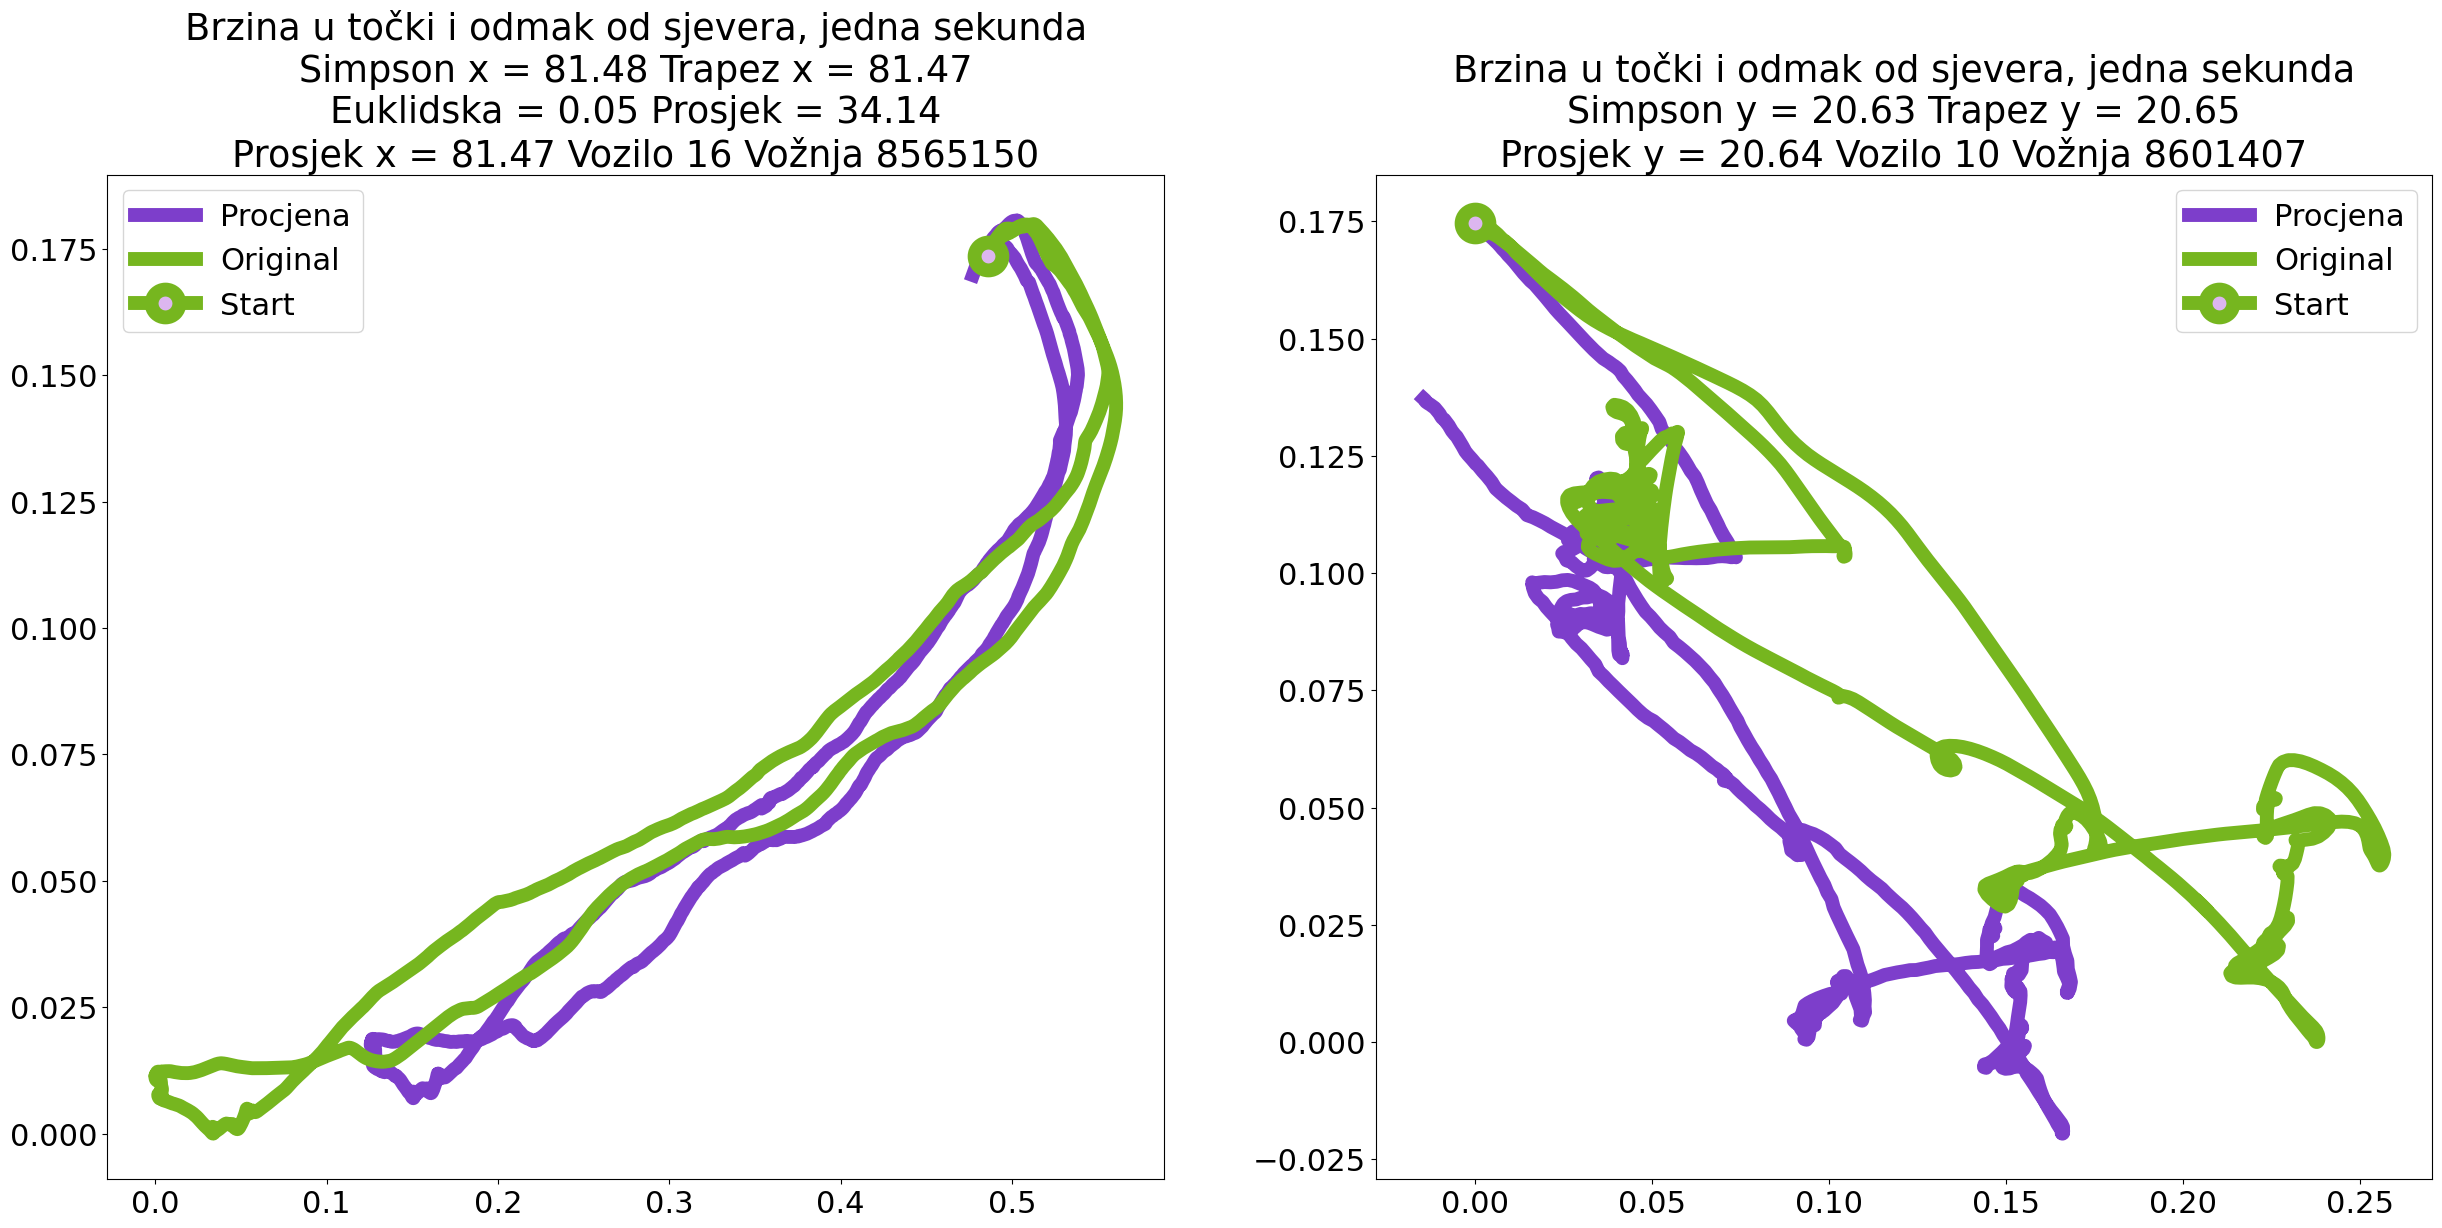 Brzina u točki i odmak od sjevera, jedna sekunda
Simpson x = 81.48 Trapez x = 81.47
Euklidska = 0.05 Prosjek = 34.14
Prosjek x = 81.47 Vozilo 16 Vožnja 8565150
Procjena
Original
Start
0.175
0.150
0.125
0.100
0.075
0.050
0.025
0.000
0.0 0.1 0.2 0.3 0.4 0.5
Brzina u točki i odmak od sjevera, jedna sekunda
Simpson y = 20.63 Trapez y = 20.65
Prosjek y = 20.64 Vozilo 10 Vožnja 8601407
Procjena
Original
Start
0.175
0.150
0.125
0.100
0.075
0.050
0.025
0.000
−0.025
0.00 0.05 0.10 0.15 0.20 0.25